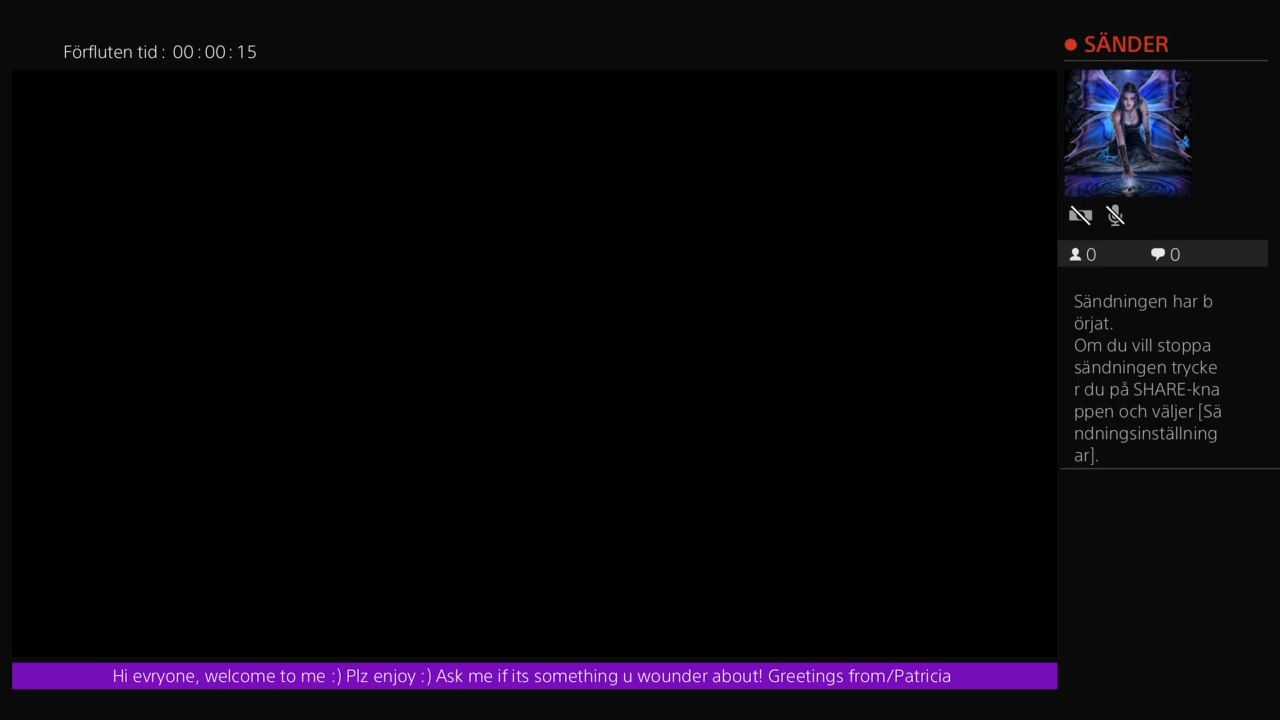 Förfluten tid : 00 : 00 : 15
SÄNDER
0 0
Sändningen har b
örjat.
Om du vill stoppa
sändningen trycke
r du på SHARE-kna
ppen och väljer [Sä
ndningsinställning
ar].
Hi evryone, welcome to me :) Plz enjoy :) Ask me if its something u wounder about! Greetings from/Patricia